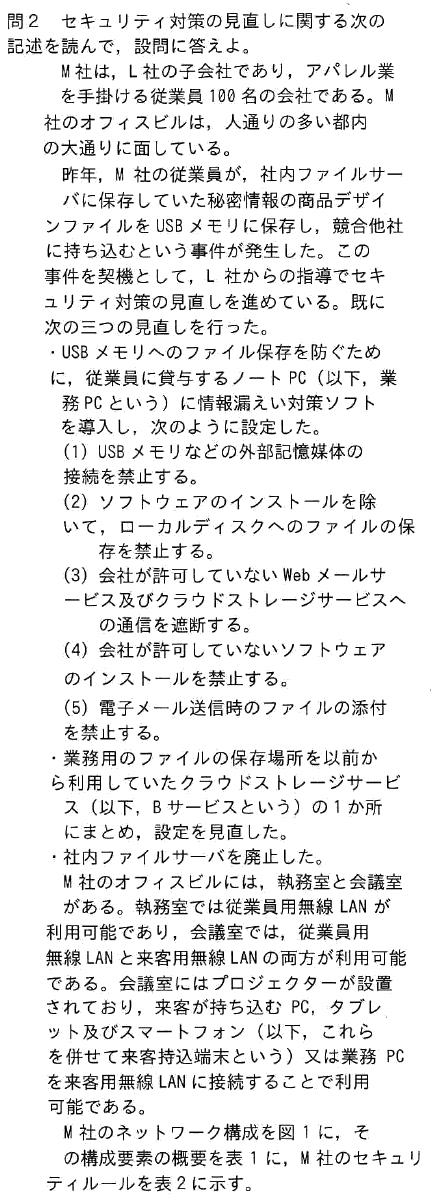 問2 セキュリティ対策の見直しに関する次の
記述を読んで，設問に答えよ。
M社は，L社の子会社であり，アパレル業
を手掛ける従業員100名の会社である。M
社のオフィスビルは，人通りの多い都内
の大通りに面している。
昨年，M 社の従業員が，社内ファイルサー
バに保存していた秘密情報の商品デザイ
ンファイルをUSBメモリに保存し，競合他社
に持ち込むという事件が発生した。この
事件を契機として，L 社からの指導でセキ
ュリティ対策の見直しを進めている。既に
次の三つの見直しを行った。
・USBメモリへのファイル保存を防ぐため
に，従業員に貸与するノートPC（以下，業
務PCという）に情報漏えい対策ソフト
を導入し，次のように設定した。
(1) USBメモリなどの外部記憶媒体の
接続を禁止する。
(2) ソフトウェアのインストールを除
いて，ローカルディスクへのファイルの保
存を禁止する。
(3) 会社が許可していないWebメールサ
ービス及びクラウドストレージサービスへ
の通信を遮断する。
(4) 会社が許可していないソフトウェア
のインストールを禁止する。
(5) 電子メール送信時のファイルの添付
を禁止する。
・業務用のファイルの保存場所を以前か
ら利用していたクラウドストレージサービ
ス（以下，Bサービスという）の1か所
にまとめ，設定を見直した。
・社内ファイルサーバを廃止した。
M社のオフィスビルには，執務室と会議室
がある。執務室では従業員用無線LANが
利用可能であり，会議室では，従業員用
無線LANと来客用無線LANの両方が利用可能
である。会議室にはプロジェクターが設置
されており，来客が持ち込む PC，タブレ
ット及びスマートフォン（以下，これら
を併せて来客持込端末という）又は業務 PC
を来客用無線LANに接続することで利用
可能である。
M社のネットワーク構成を図1に，そ
の構成要素の概要を表1に，M社のセキュリ
ティルールを表2に示す。